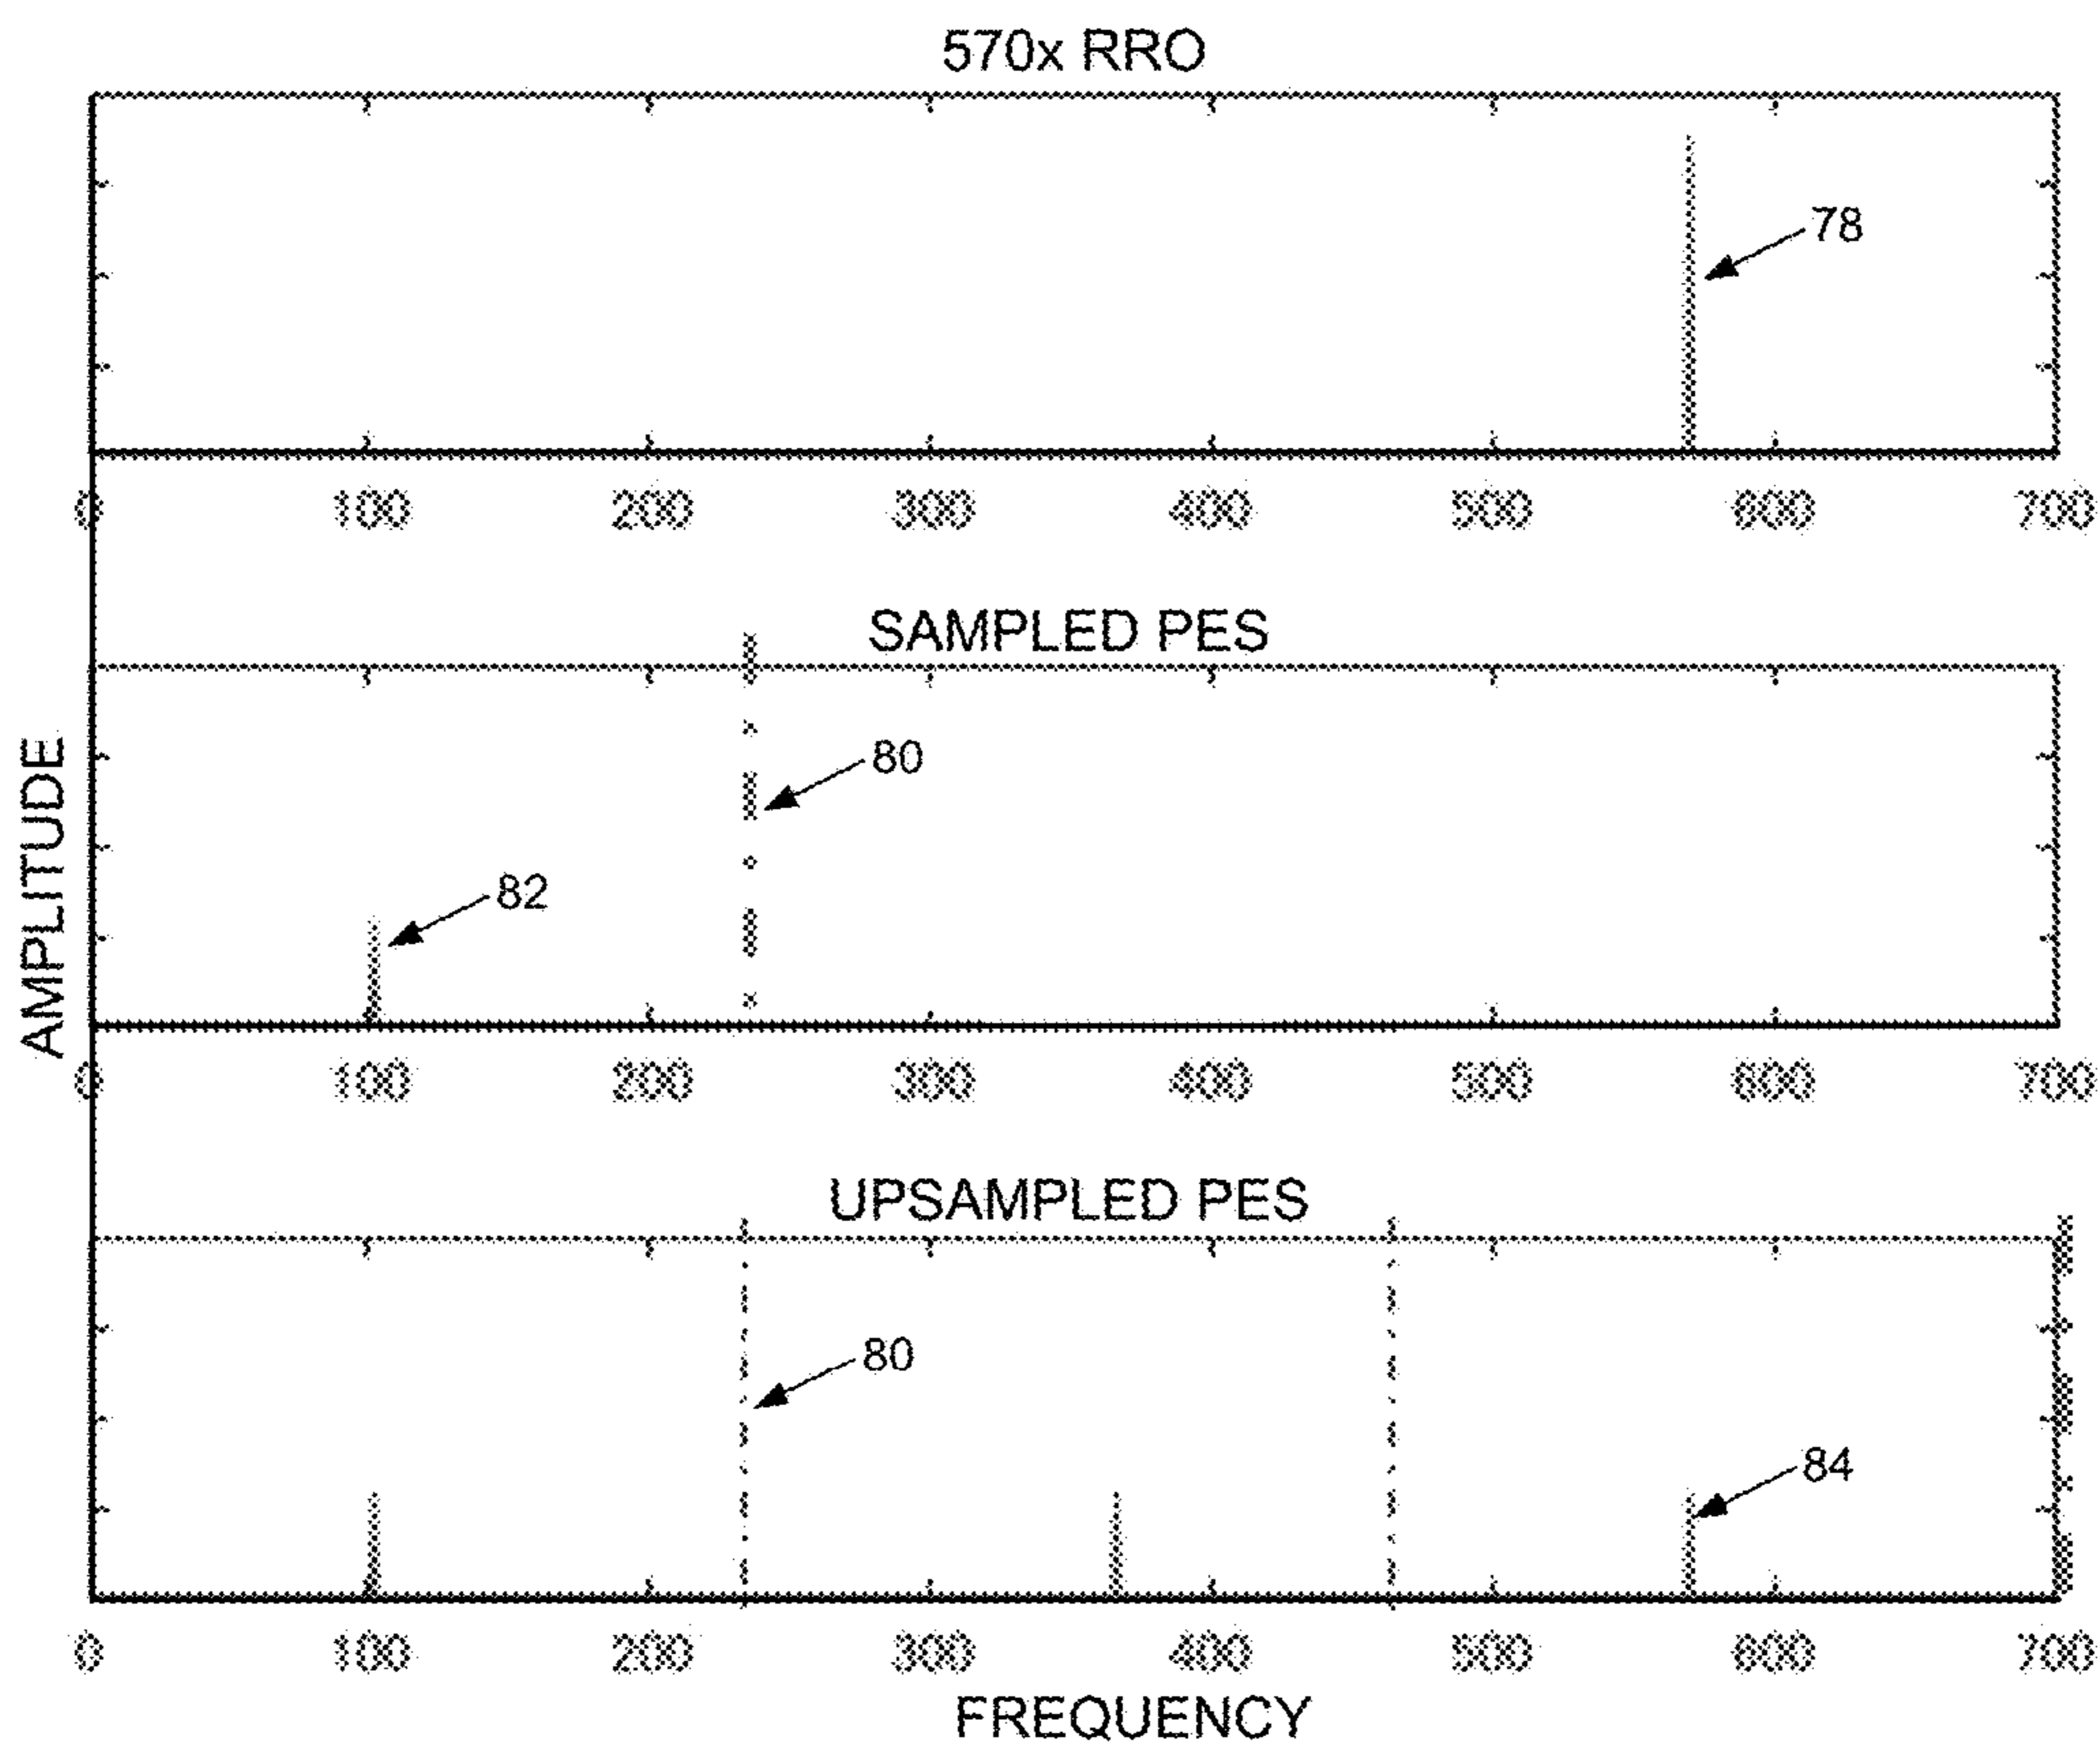 570x RRO
78
0 100 200 300 400 500 600 700
SAMPLED PES
80
82
0 100 200 300 400 500 600 700
AMPLITUDE
UPSAMPLED PES
80
84
0 100 200 300 400 500 600 700
FREQUENCY